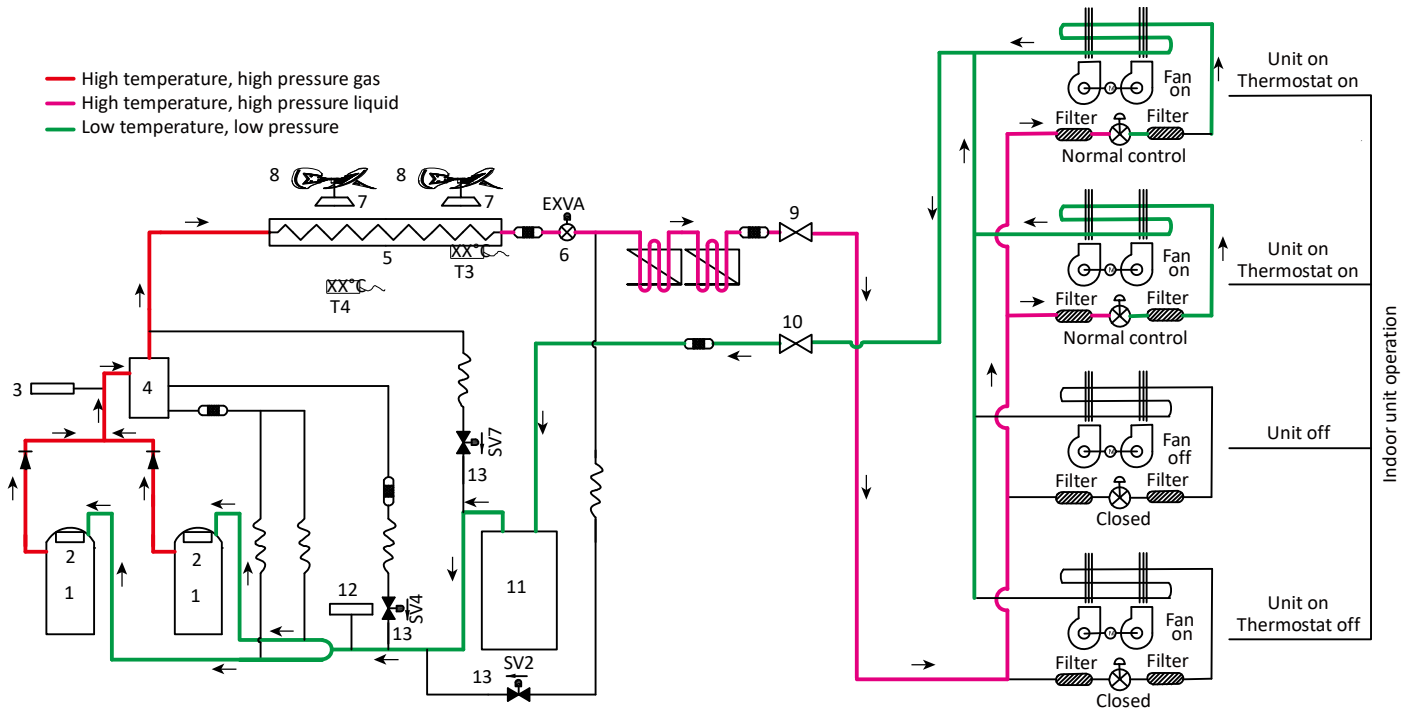 High temperature, high pressure gas
High temperature, high pressure liquid
Low temperature, low pressure
8
7
8
7
5
XX°C
T3
XX°C
T4
EXVA
6
9
10
3
4
SV7
13
2
1
2
1
12
SV4
13
11
SV2
13
Fan
on
Filter
Filter
Normal control
Unit on
Thermostat on
Fan
on
Filter
Filter
Normal control
Unit on
Thermostat on
Fan
off
Filter
Filter
Closed
Unit off
Fan
on
Filter
Filter
Closed
Unit on
Thermostat off
Indoor unit operation